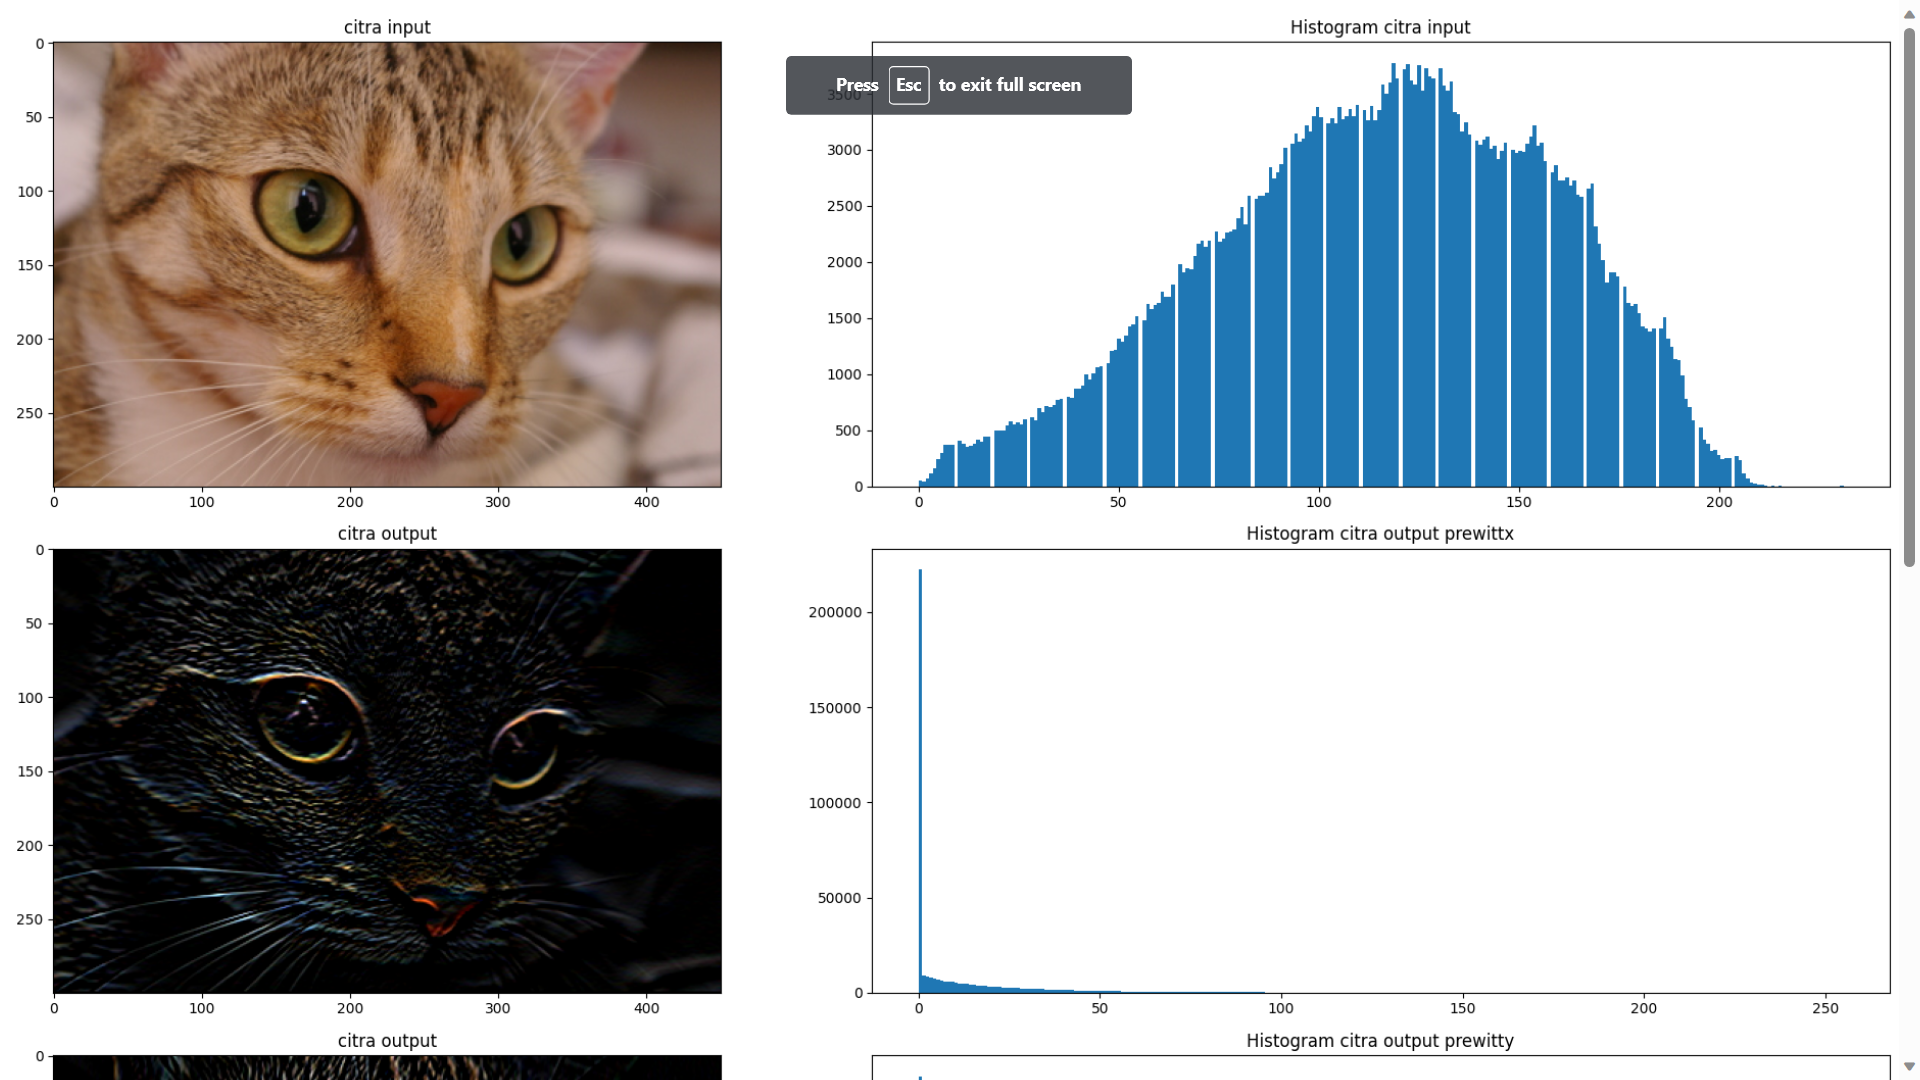 citra input
0
50
100
150
200
250
0 100 200 300 400
Histogram citra input
Press Esc to exit full screen
3500
3000
2500
2000
1500
1000
500
0
0 50 100 150 200
citra output
0
50
100
150
200
250
0 100 200 300 400
Histogram citra output prewittx
200000
150000
100000
50000
0
0 50 100 150 200 250
citra output
0
Histogram citra output prewitty